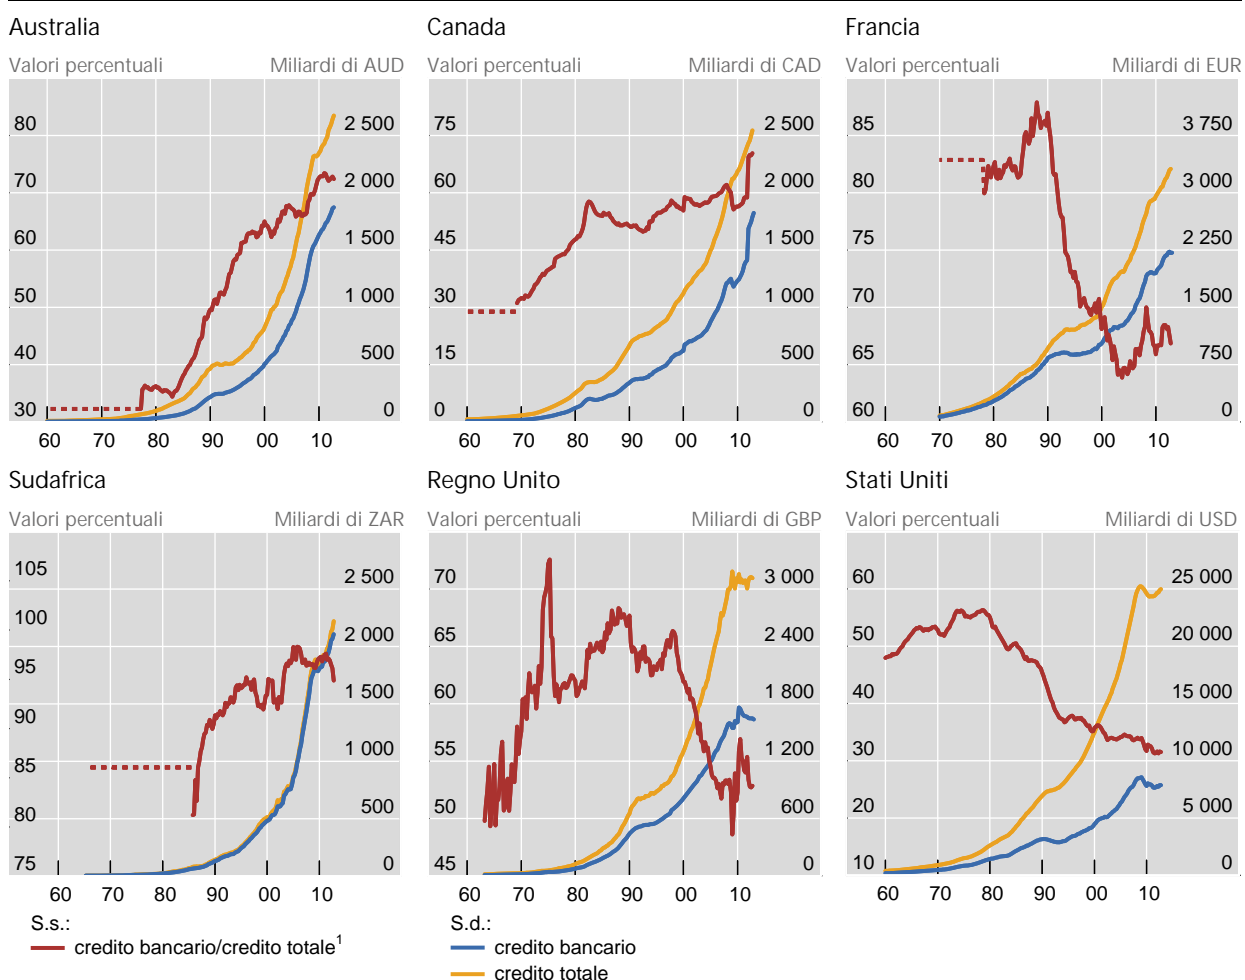 Australia
Canada
Francia
Valori percentuali Miliardi di AUD
Valori percentuali Miliardi di CAD
Valori percentuali Miliardi di EUR
80 2 500 75 2 500 85 3 750
70 2 000 60 2 000 80 3 000
60 1 500 45 1 500 75 2 250
50 1 000 30 1 000 70 1 500
40 500 15 500 65 750
30 0 0 0 60 0
60 70 80 90 00 10 60 70 80 90 00 10 60 70 80 90 00 10
Sudafrica
Regno Unito
Stati Uniti
Valori percentuali Miliardi di ZAR
Valori percentuali Miliardi di GBP
Valori percentuali Miliardi di USD
105 2 500 70 3 000 60 25 000
100 2 000 65 2 400 50 20 000
95 1 500 60 1 800 40 15 000
90 1 000 55 1 200 30 10 000
85 500 50 600 20 5 000
80 0 45 0 10 0
75
60 70 80 90 00 10 60 70 80 90 00 10 60 70 80 90 00 10
S.s.:
credito bancario/credito totale¹
S.d.:
credito bancario
credito totale